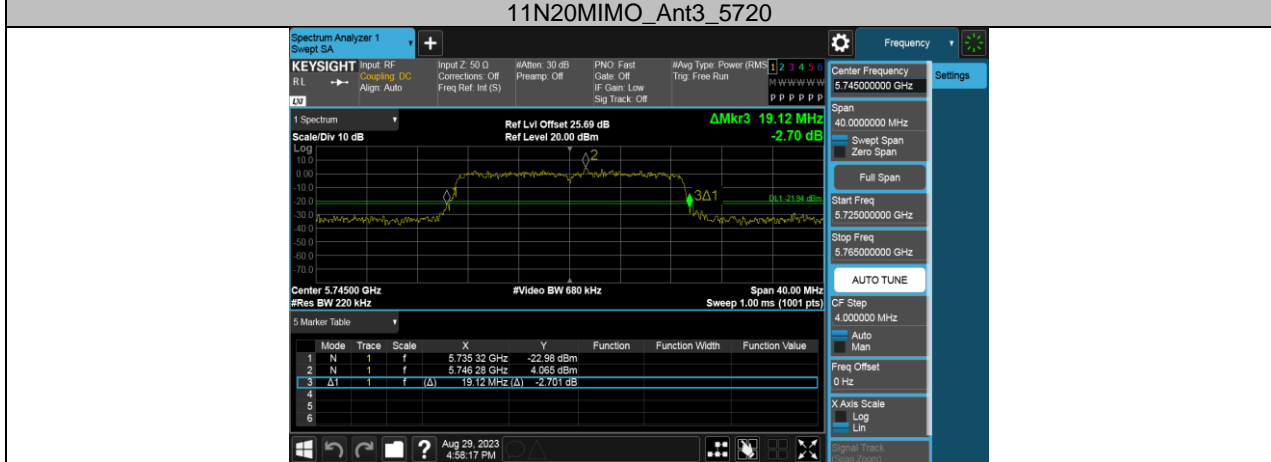 11N20MIMO_Ant3_5720
Spectrum Analyzer 1
Swept SA
+
Frequency
KEYSIGHT
RL
LXI
Input: RF
Coupling: DC
Align: Auto
Input Z: 50 Ω
Corrections: Off
Freq Ref: Int (S)
#Atten: 30 dB
Preamp: Off
PNO: Fast
Gate: Off
IF Gain: Low
Sig Track: Off
#Avg Type: Power (RMS
Trig: Free Run
1 2 3 4 5 6
M W W W W W
P P P P P P
Center Frequency
5.745000000 GHz
Settings
Span
40.0000000 MHz
Swept Span
Zero Span
Full Span
Start Freq
5.725000000 GHz
Stop Freq
5.765000000 GHz
AUTO TUNE
CF Step
4.000000 MHz
Auto
Man
Freq Offset
0 Hz
X Axis Scale
Log
Lin
Signal Track
(Span Zoom)
1 Spectrum
Scale/Div 10 dB
Ref Lvl Offset 25.69 dB
Ref Level 20.00 dBm
ΔMkr3 19.12 MHz
-2.70 dB
Log
10.0
0.00
-10.0
-20.0
-30.0
-40.0
-50.0
-60.0
-70.0
2
3Δ1
DL1 -21.94 dBm
Center 5.74500 GHz
#Res BW 220 kHz
#Video BW 680 kHz
Span 40.00 MHz
Sweep 1.00 ms (1001 pts)
5 Marker Table
Mode Trace Scale X Y Function Function Width Function Value
1 N 1 f 5.735 32 GHz -22.98 dBm
2 N 1 f 5.746 28 GHz 4.065 dBm
3 Δ1 1 f (Δ) 19.12 MHz (Δ) -2.701 dB
4
5
6
?
Aug 29, 2023
4:58:17 PM